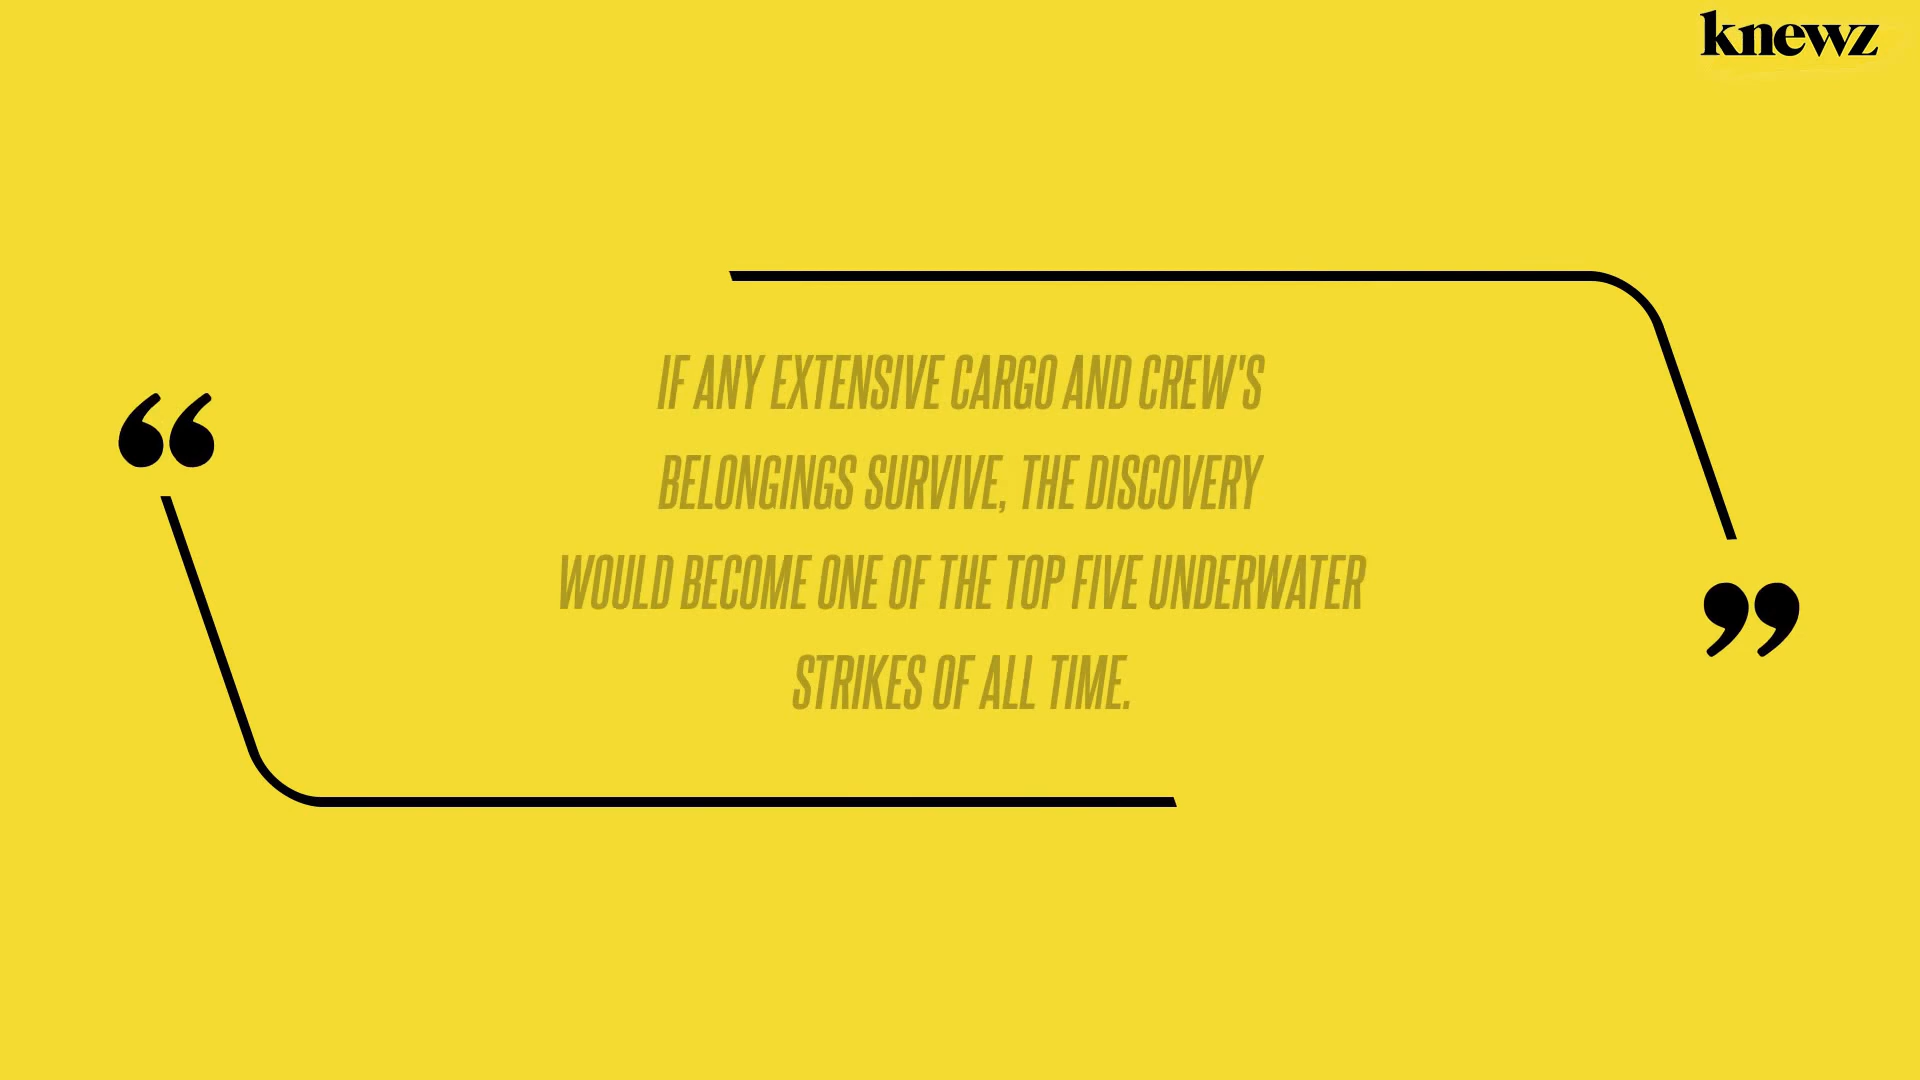 knewz
“
IF ANY EXTENSIVE CARGO AND CREW'S
BELONGINGS SURVIVE, THE DISCOVERY
WOULD BECOME ONE OF THE TOP FIVE UNDERWATER
STRIKES OF ALL TIME.
”